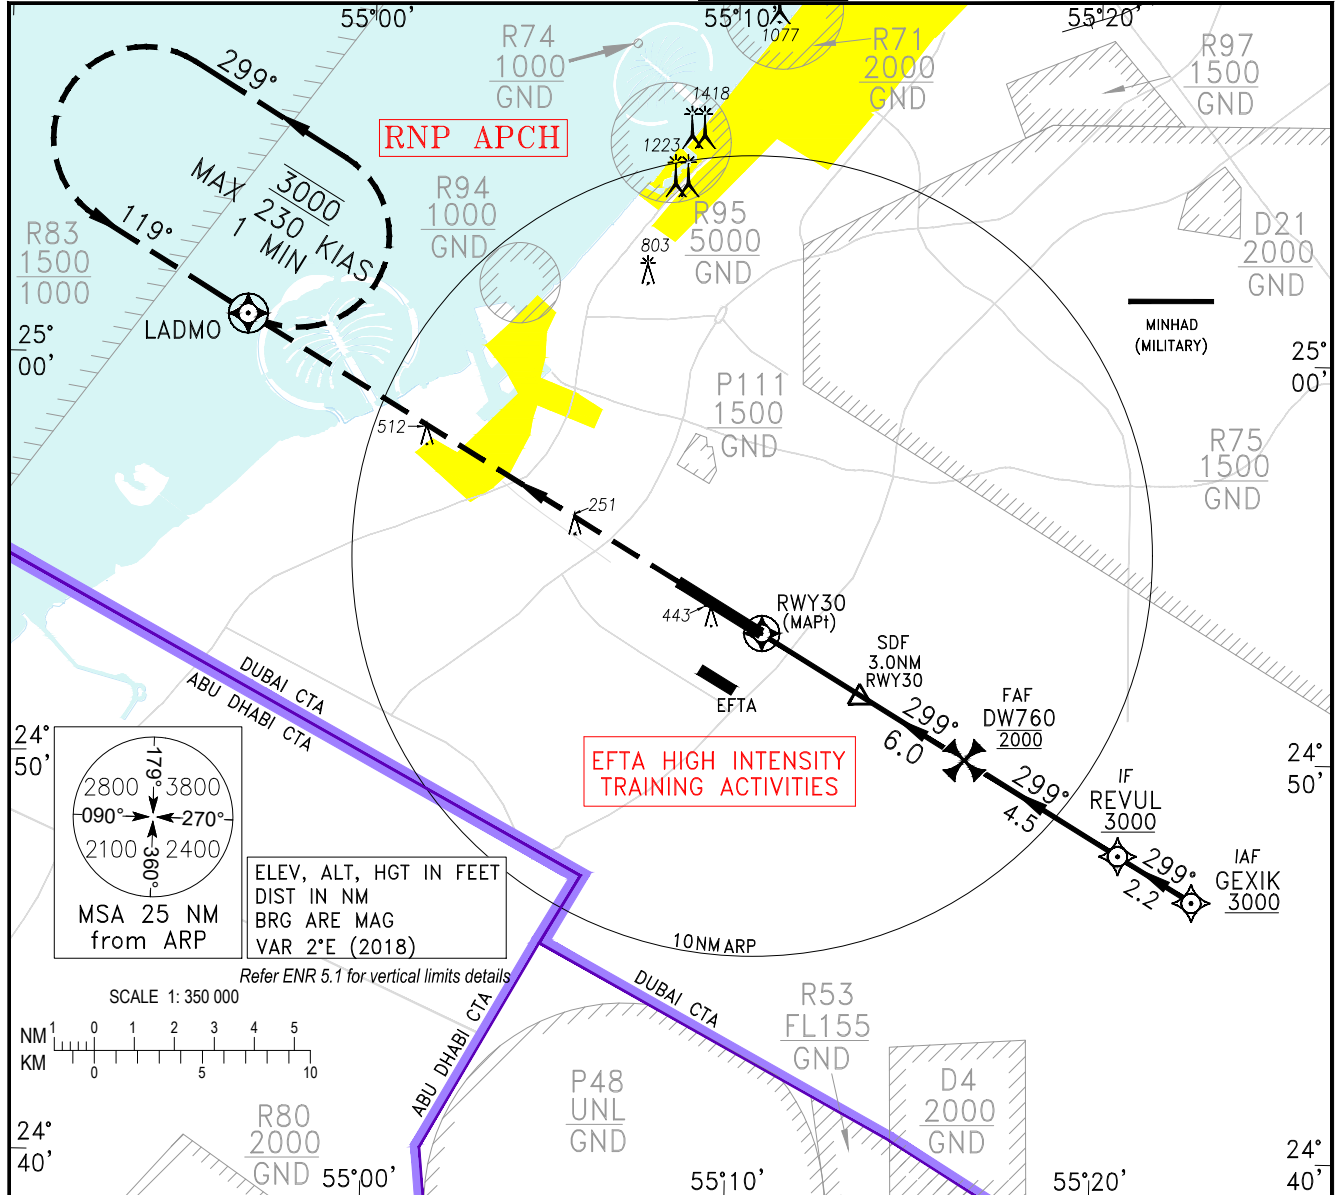 55°00'
55°10'
55°20'
R74
1000
GND
1077
R71
2000
GND
R97
1500
GND
299°
RNP APCH
1418
1223
3000
MAX 230 KIAS
1 MIN
R94
1000
GND
119°
R83
1500
1000
R95
5000
GND
803
D21
2000
GND
LADMO
MINHAD
(MILITARY)
25°
00'
25°
00'
P111
1500
GND
512
R75
1500
GND
251
RWY30
(MAPt)
443
SDF
3.0NM
RWY30
EFTA
FAF
DW760
2000
299°
6.0
DUBAI CTA
ABU DHABI CTA
24°
50'
24°
50'
EFTA HIGH INTENSITY
TRAINING ACTIVITIES
299°
4.5
IF
REVUL
3000
299°
2.2
IAF
GEXIK
3000
179°
2800
3800
090°
270°
2100
2400
360°
MSA 25 NM
from ARP
ELEV, ALT, HGT IN FEET
DIST IN NM
BRG ARE MAG
VAR 2°E (2018)
Refer ENR 5.1 for vertical limits details
10NM ARP
SCALE 1: 350 000
NM
1 0 1 2 3 4 5
KM
0 5 10
ABU DHABI CTA
DUBAI CTA
R53
FL155
GND
P48
UNL
GND
D4
2000
GND
R80
2000
GND
24°
40'
24°
40'
55°00'
55°10'
55°20'